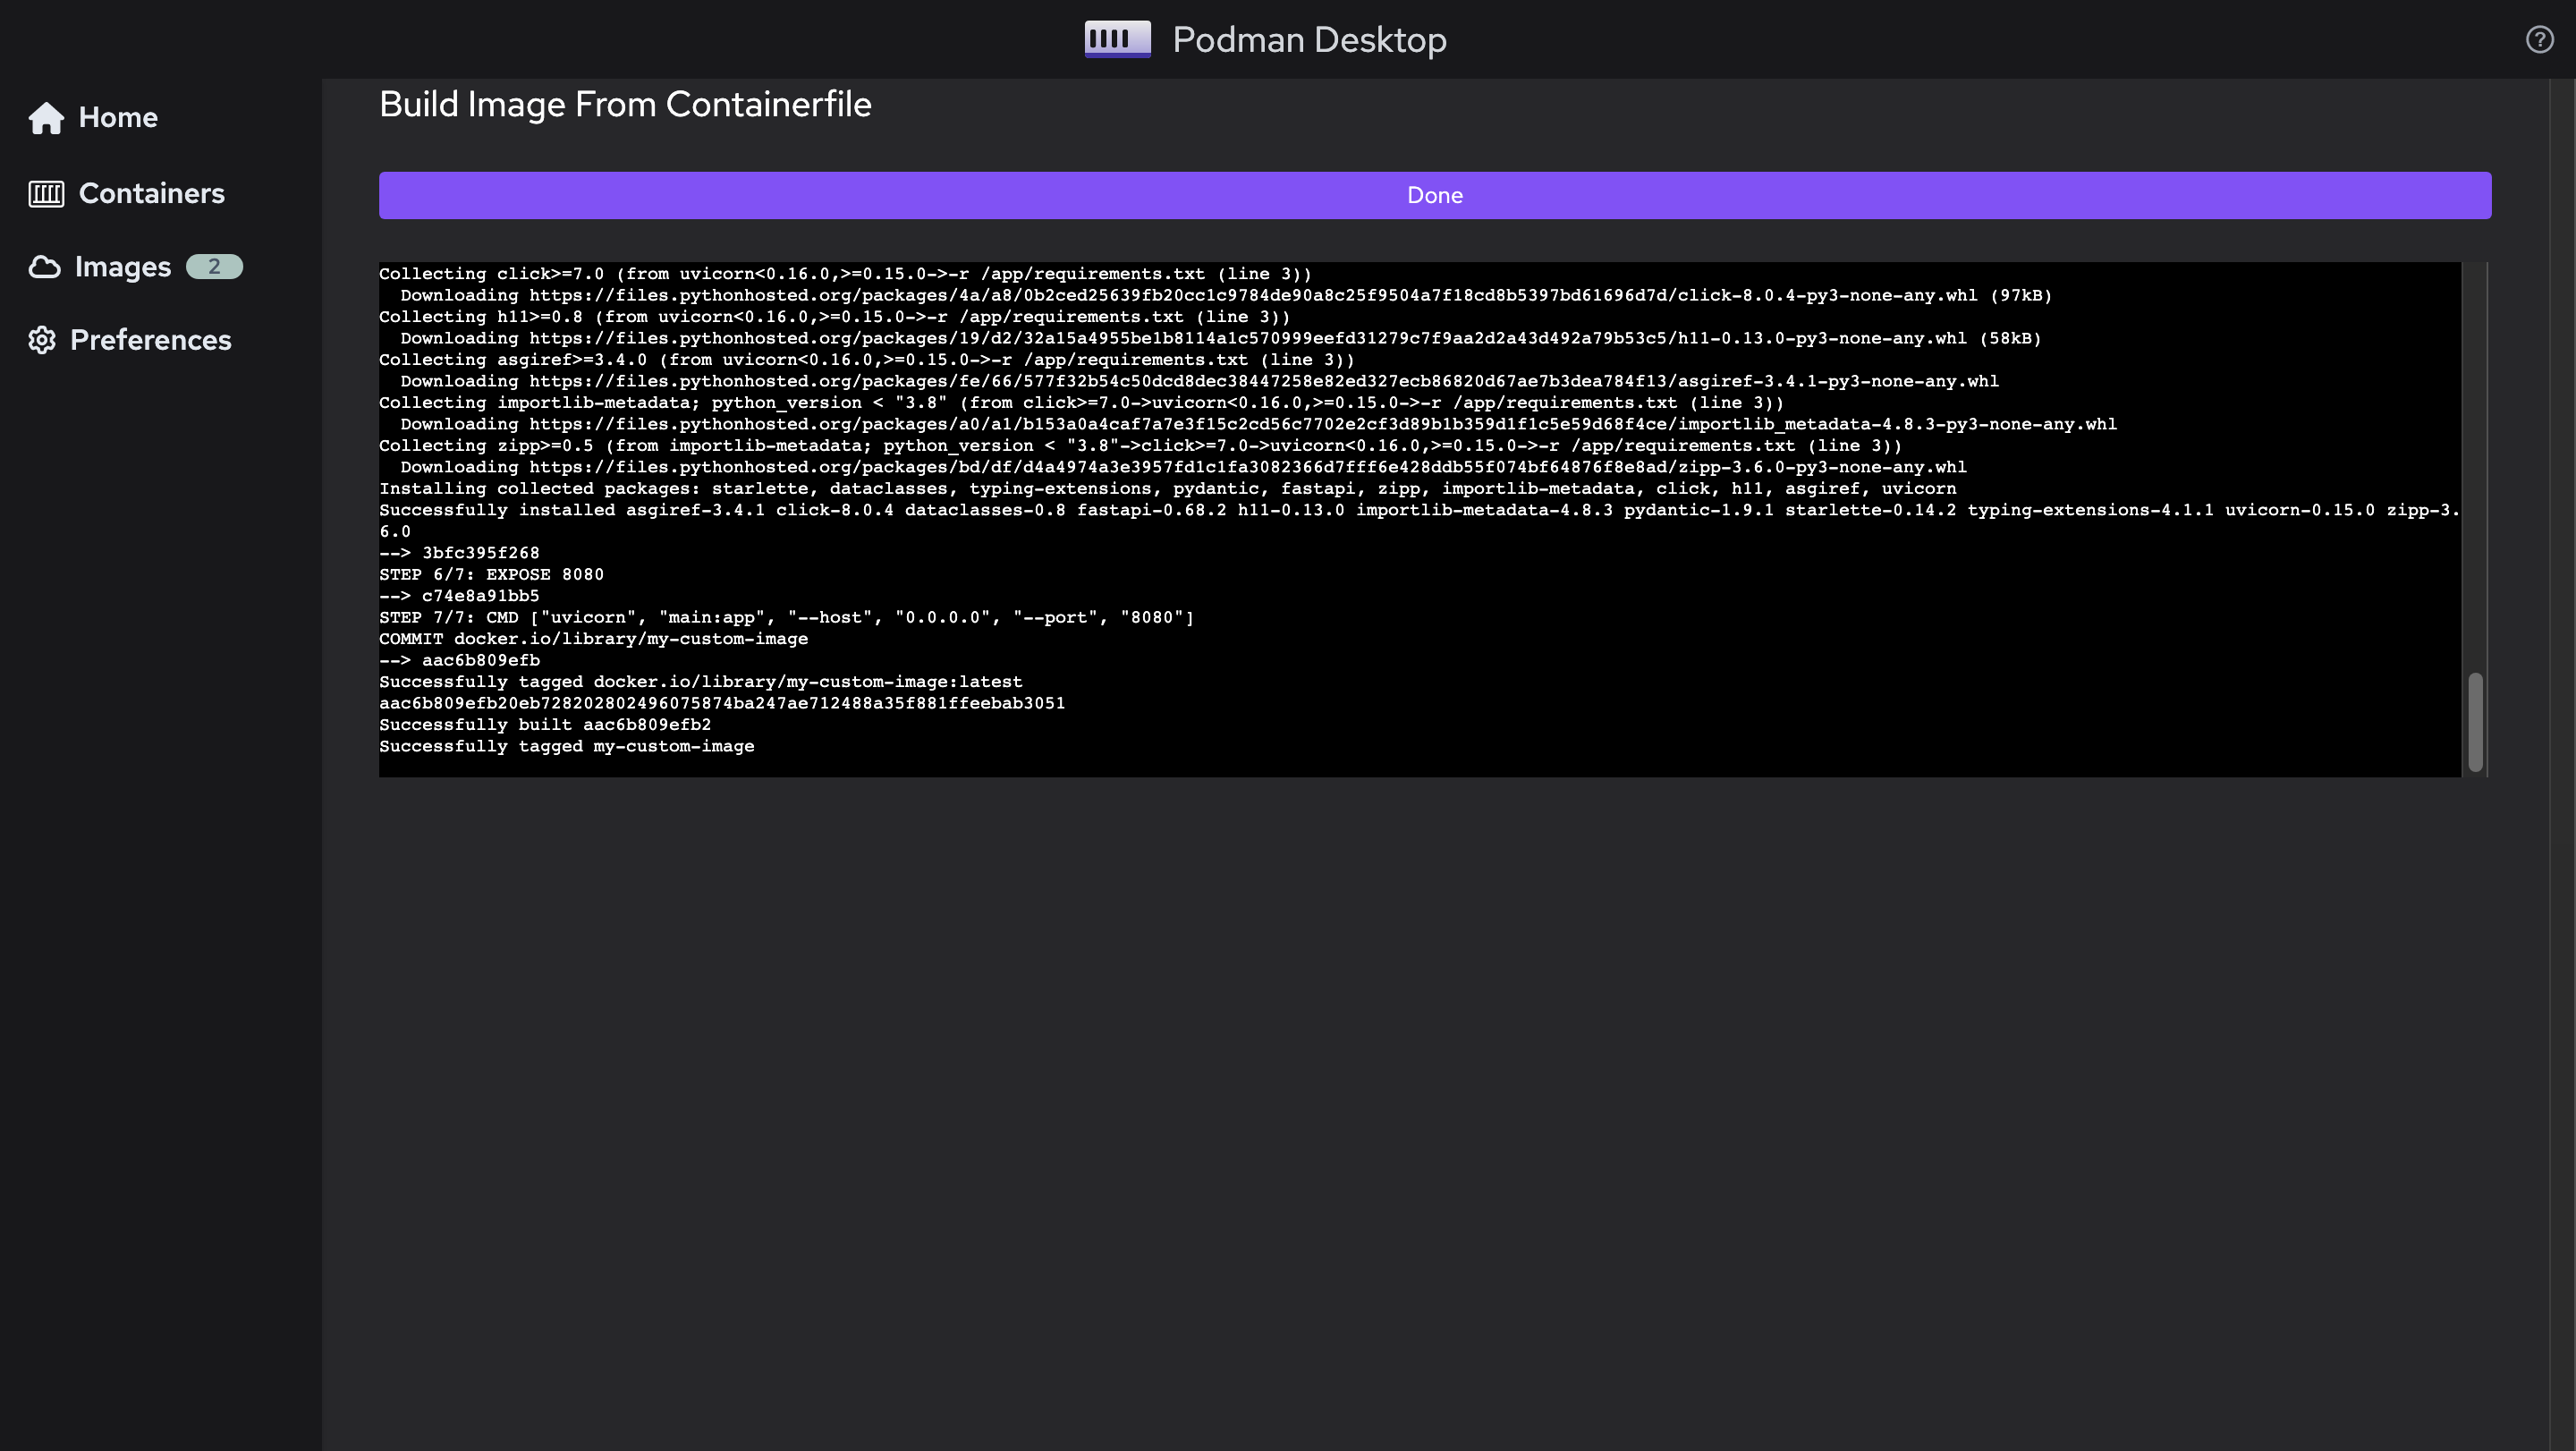 Podman Desktop
Home
Containers
Images 2
Preferences
Build Image From Containerfile
Done
Collecting click>=7.0 (from uvicorn<0.16.0,>=0.15.0->-r /app/requirements.txt (line 3))
Downloading https://files.pythonhosted.org/packages/4a/a8/0b2ced25639fb20cc1c9784de90a8c25f9504a7f18cd8b5397bd61696d7d/click-8.0.4-py3-none-any.whl (97kB)
Collecting h11>=0.8 (from uvicorn<0.16.0,>=0.15.0->-r /app/requirements.txt (line 3))
Downloading https://files.pythonhosted.org/packages/19/d2/32a15a4955be1b8114a1c570999eefd31279c7f9aa2d2a43d492a79b53c5/h11-0.13.0-py3-none-any.whl (58kB)
Collecting asgiref>=3.4.0 (from uvicorn<0.16.0,>=0.15.0->-r /app/requirements.txt (line 3))
Downloading https://files.pythonhosted.org/packages/fe/66/577f32b54c50dcd8dec38447258e82ed327ecb86820d67ae7b3dea784f13/asgiref-3.4.1-py3-none-any.whl
Collecting importlib-metadata; python_version < "3.8" (from click>=7.0->uvicorn<0.16.0,>=0.15.0->-r /app/requirements.txt (line 3))
Downloading https://files.pythonhosted.org/packages/a0/a1/b153a0a4caf7a7e3f15c2cd56c7702e2cf3d89b1b359d1f1c5e59d68f4ce/importlib_metadata-4.8.3-py3-none-any.whl
Collecting zipp>=0.5 (from importlib-metadata; python_version < "3.8"->click>=7.0->uvicorn<0.16.0,>=0.15.0->-r /app/requirements.txt (line 3))
Downloading https://files.pythonhosted.org/packages/bd/df/d4a4974a3e3957fd1c1fa3082366d7fff6e428ddb55f074bf64876f8e8ad/zipp-3.6.0-py3-none-any.whl
Installing collected packages: starlette, dataclasses, typing-extensions, pydantic, fastapi, zipp, importlib-metadata, click, h11, asgiref, uvicorn
Successfully installed asgiref-3.4.1 click-8.0.4 dataclasses-0.8 fastapi-0.68.2 h11-0.13.0 importlib-metadata-4.8.3 pydantic-1.9.1 starlette-0.14.2 typing-extensions-4.1.1 uvicorn-0.15.0 zipp-3.
6.0
--> 3bfc395f268
STEP 6/7: EXPOSE 8080
--> c74e8a91bb5
STEP 7/7: CMD ["uvicorn", "main:app", "--host", "0.0.0.0", "--port", "8080"]
COMMIT docker.io/library/my-custom-image
--> aac6b809efb
Successfully tagged docker.io/library/my-custom-image:latest
aac6b809efb20eb728202802496075874ba247ae712488a35f881ffeebab3051
Successfully built aac6b809efb2
Successfully tagged my-custom-image